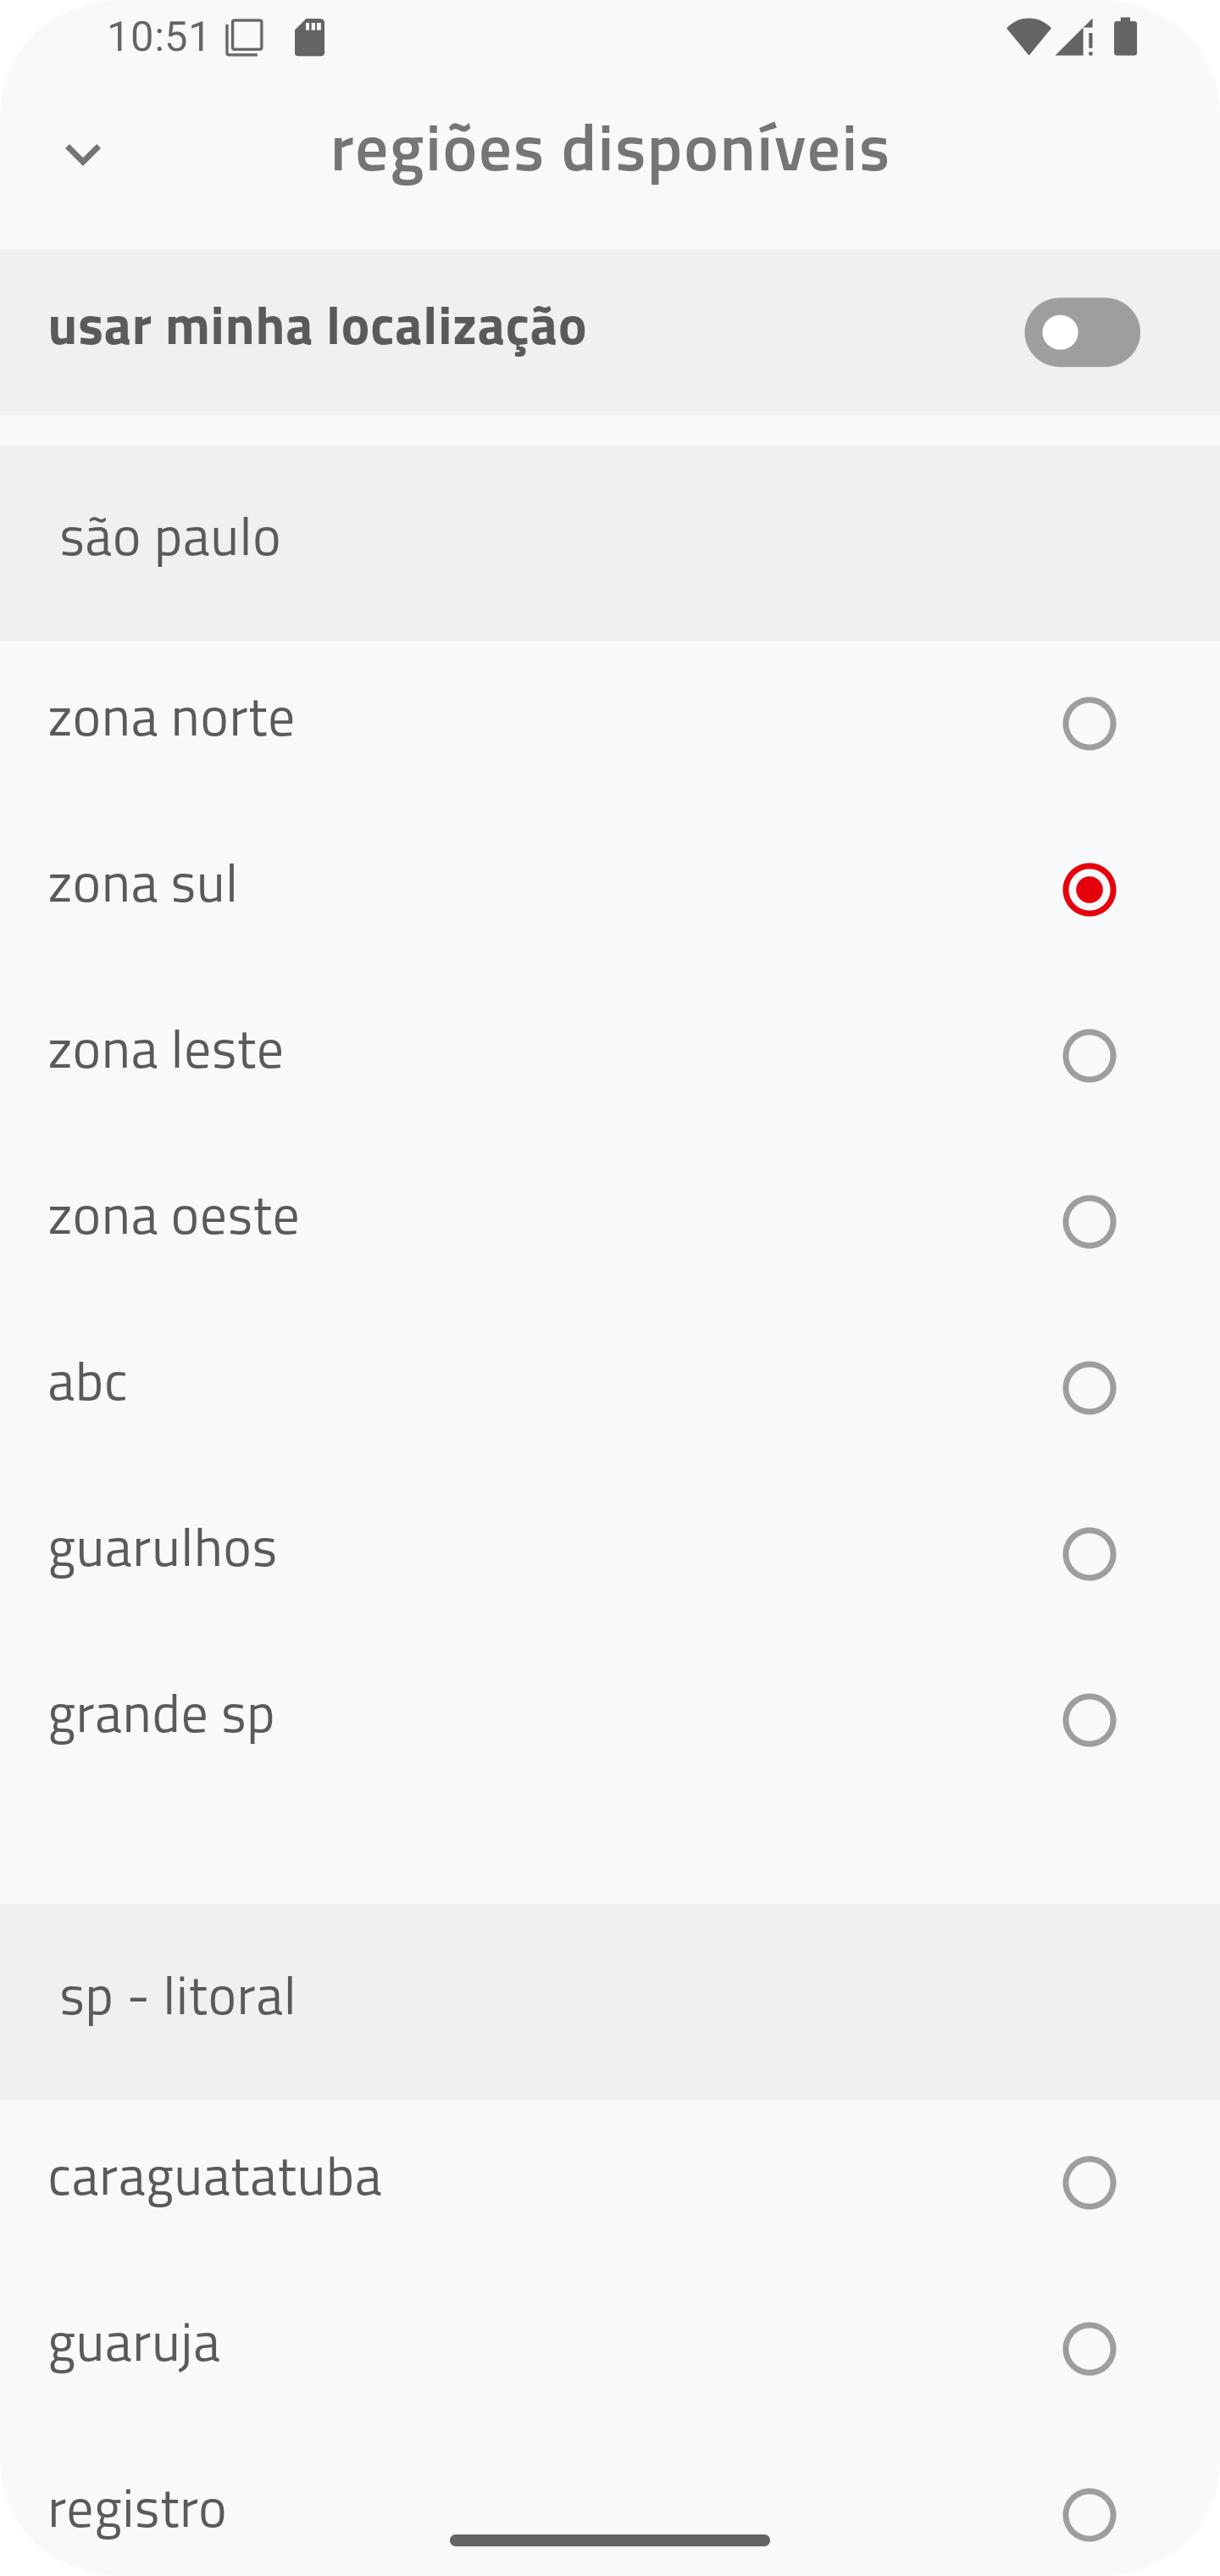 10:51
regiões disponíveis
usar minha localização
são paulo
zona norte
zona sul
zona leste
zona oeste
abc
guarulhos
grande sp
sp - litoral
caraguatatuba
guaruja
registro